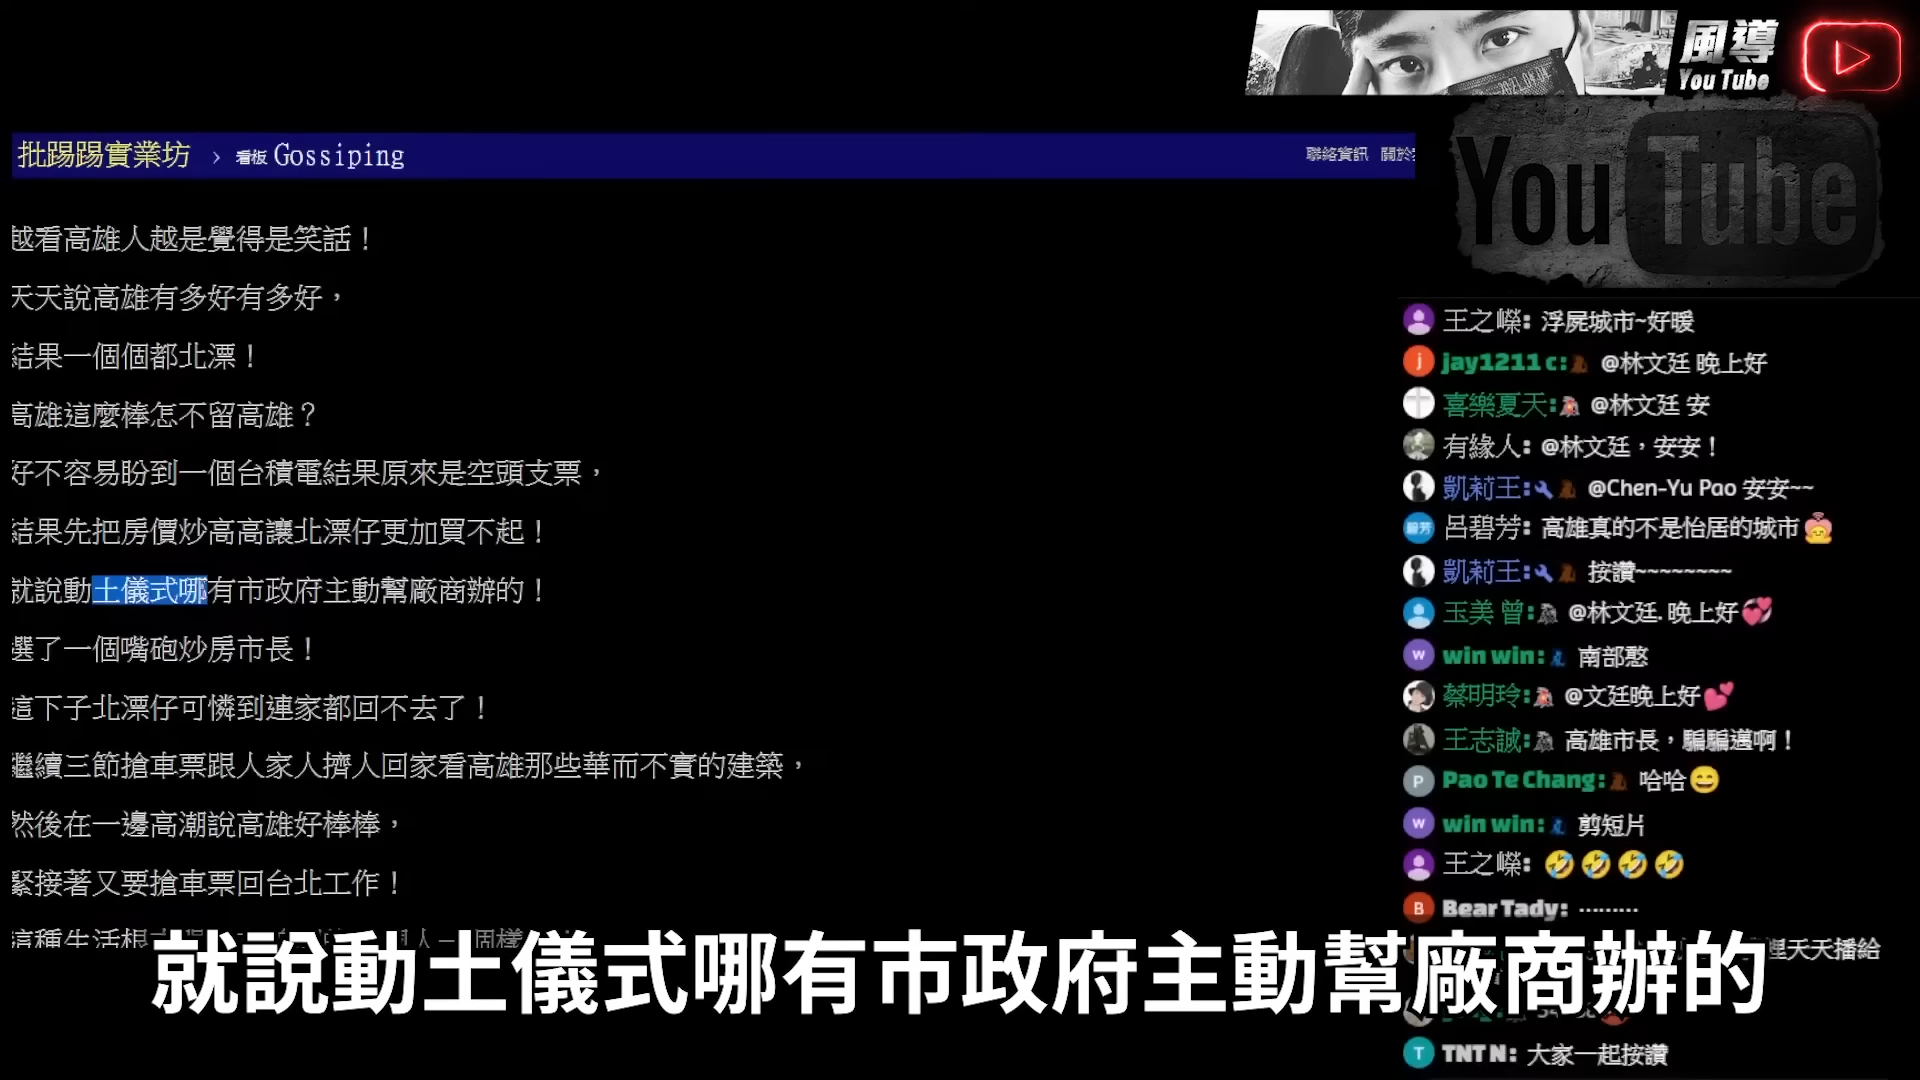 風導
YouTube
YouTube
批踢踢實業坊 › 看板 Gossiping
聯絡資訊 關於
越看高雄人越是覺得是笑話！
天天說高雄有多好有多好，
結果一個個都北漂！
高雄這麼棒怎不留高雄？
好不容易盼到一個台積電結果原來是空頭支票，
結果先把房價炒高高讓北漂仔更加買不起！
就說動土儀式哪有市政府主動幫廠商辦的！
選了一個嘴砲炒房市長！
這下子北漂仔可憐到連家都回不去了！
繼續三節搶車票跟人家人擠人回家看高雄那些華而不實的建築，
然後在一邊高潮說高雄好棒棒，
緊接著又要搶車票回台北工作！
王之嶸: 浮屍城市~好暖
jay1211 c: @林文廷 晚上好
喜樂夏天: @林文廷 安
有緣人: @林文廷，安安！
凱莉王: @Chen-Yu Pao 安安~~
呂碧芳: 高雄真的不是怡居的城市
凱莉王: 按讚~~~~~~~~
玉美 曾: @林文廷. 晚上好
win win: 南部憨
蔡明玲: @文廷晚上好
王志誠: 高雄市長，騙騙邁啊！
Pao Te Chang: 哈哈
win win: 剪短片
王之嶸:
Bear Tady: ·········
天天播給
TNT N: 大家一起按讚
就說動土儀式哪有市政府主動幫廠商辦的